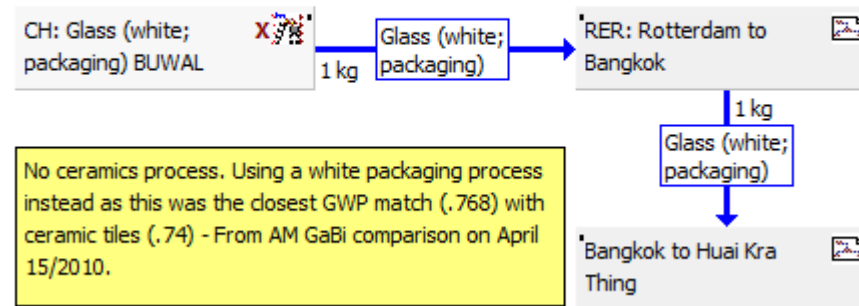 CH: Glass (white;
packaging) BUWAL
X
1 kg
Glass (white;
packaging)
RER: Rotterdam to
Bangkok
1 kg
Glass (white;
packaging)
No ceramics process. Using a white packaging process
instead as this was the closest GWP match (.768) with
ceramic tiles (.74) - From AM GaBi comparison on April
15/2010.
Bangkok to Huai Kra
Thing